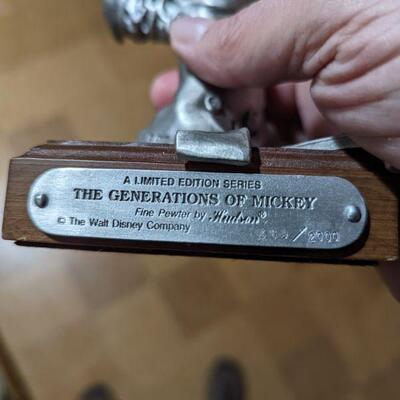 A LIMITED EDITION SERIES
THE GENERATIONS OF MICKEY
Fine Pewter by Hudson®
© The Walt Disney Company
/2000